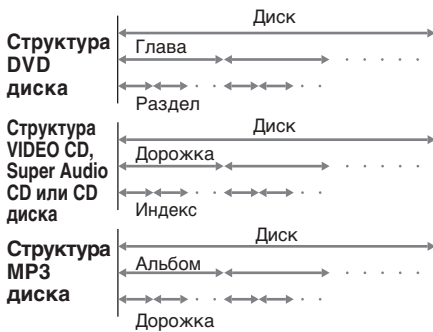 Структура
DVD
диска
Диск
Глава
Раздел
Структура
VIDEO CD,
Super Audio
CD или CD
диска
Диск
Дорожка
Индекс
Структура
MP3
диска
Диск
Альбом
Дорожка